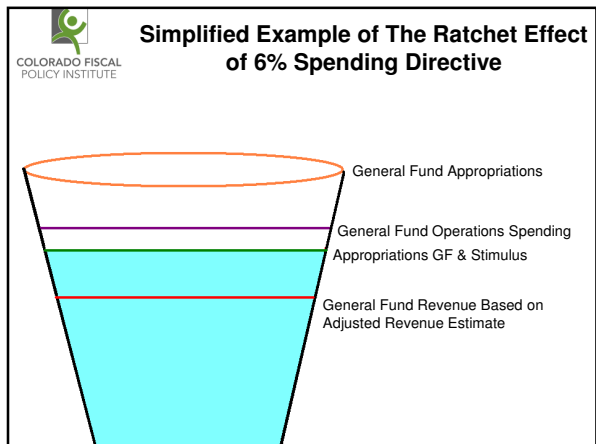 COLORADO FISCAL
POLICY INSTITUTE
Simplified Example of The Ratchet Effect
of 6% Spending Directive
General Fund Appropriations
General Fund Operations Spending
Appropriations GF & Stimulus
General Fund Revenue Based on
Adjusted Revenue Estimate